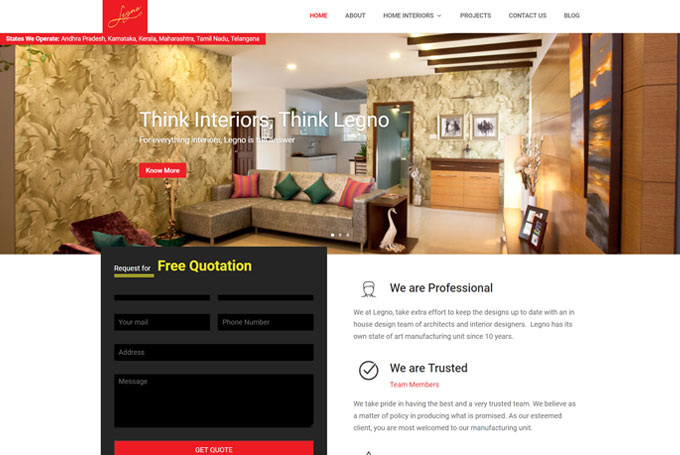 Legno
HOME ABOUT HOME INTERIORS PROJECTS CONTACT US BLOG
States We Operate: Andhra Pradesh, Karnataka, Kerala, Maharashtra, Tamil Nadu, Telangana
Think Interiors, Think Legno
For everything interiors, Legno is the answer
Know More
Request for Free Quotation
Your mail Phone Number
Address
Message
GET QUOTE
We are Professional
We at Legno, take extra effort to keep the designs up to date with an in
house design team of architects and interior designers. Legno has its
own state of art manufacturing unit since 10 years.
We are Trusted
Team Members
We take pride in having the best and a very trusted team. We believe as
a matter of policy in producing what is promised. As our esteemed
client, you are most welcomed to our manufacturing unit.